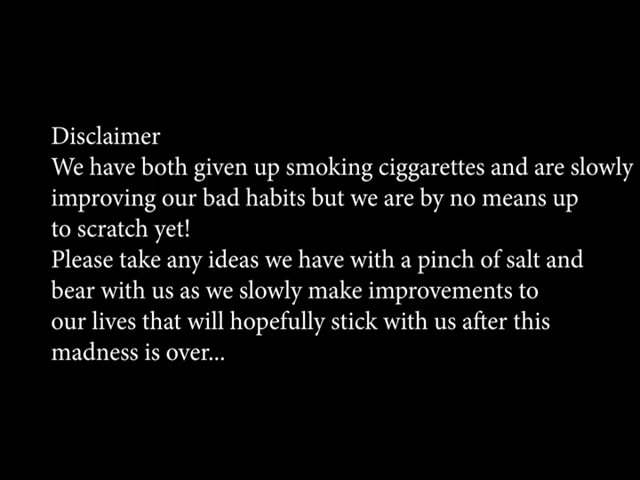 Disclaimer
We have both given up smoking ciggarettes and are slowly
improving our bad habits but we are by no means up
to scratch yet!
Please take any ideas we have with a pinch of salt and
bear with us as we slowly make improvements to
our lives that will hopefully stick with us after this
madness is over...